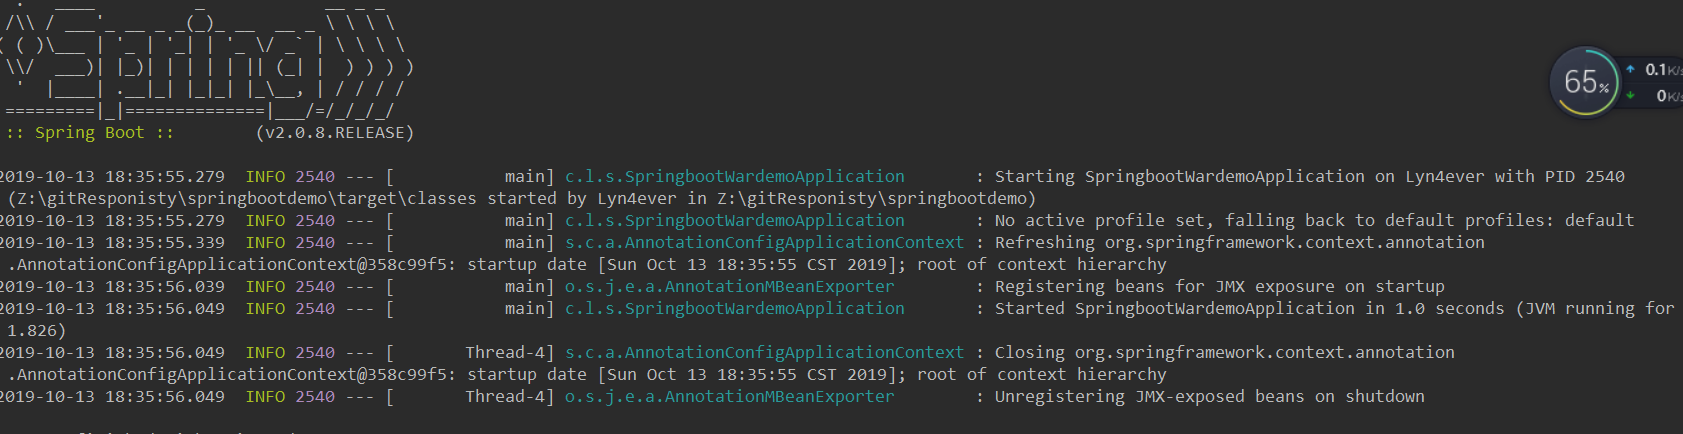 .   ____          _            __ _ _
 /\\ / ___'_ __ _ _(_)_ __  __ _ \ \ \ \
( ( )\___ | '_ | '_| | '_ \/ _` | \ \ \ \
 \\/  ___)| |_)| | | | | || (_| |  ) ) ) )
  '  |____| .__|_| |_|_| |_\__, | / / / /
 =========|_|==============|___/=/_/_/_/
:: Spring Boot ::        (v2.0.8.RELEASE)
65%
0.1K/s
0K/s
2019-10-13 18:35:55.279  INFO 2540 --- [           main] c.l.s.SpringbootWardemoApplication       : Starting SpringbootWardemoApplication on Lyn4ever with PID 2540
(Z:\gitResponisty\springbootdemo\target\classes started by Lyn4ever in Z:\gitResponisty\springbootdemo)
2019-10-13 18:35:55.279  INFO 2540 --- [           main] c.l.s.SpringbootWardemoApplication       : No active profile set, falling back to default profiles: default
2019-10-13 18:35:55.339  INFO 2540 --- [           main] s.c.a.AnnotationConfigApplicationContext : Refreshing org.springframework.context.annotation
.AnnotationConfigApplicationContext@358c99f5: startup date [Sun Oct 13 18:35:55 CST 2019]; root of context hierarchy
2019-10-13 18:35:56.039  INFO 2540 --- [           main] o.s.j.e.a.AnnotationMBeanExporter        : Registering beans for JMX exposure on startup
2019-10-13 18:35:56.049  INFO 2540 --- [           main] c.l.s.SpringbootWardemoApplication       : Started SpringbootWardemoApplication in 1.0 seconds (JVM running for
1.826)
2019-10-13 18:35:56.049  INFO 2540 --- [       Thread-4] s.c.a.AnnotationConfigApplicationContext : Closing org.springframework.context.annotation
.AnnotationConfigApplicationContext@358c99f5: startup date [Sun Oct 13 18:35:55 CST 2019]; root of context hierarchy
2019-10-13 18:35:56.049  INFO 2540 --- [       Thread-4] o.s.j.e.a.AnnotationMBeanExporter        : Unregistering JMX-exposed beans on shutdown